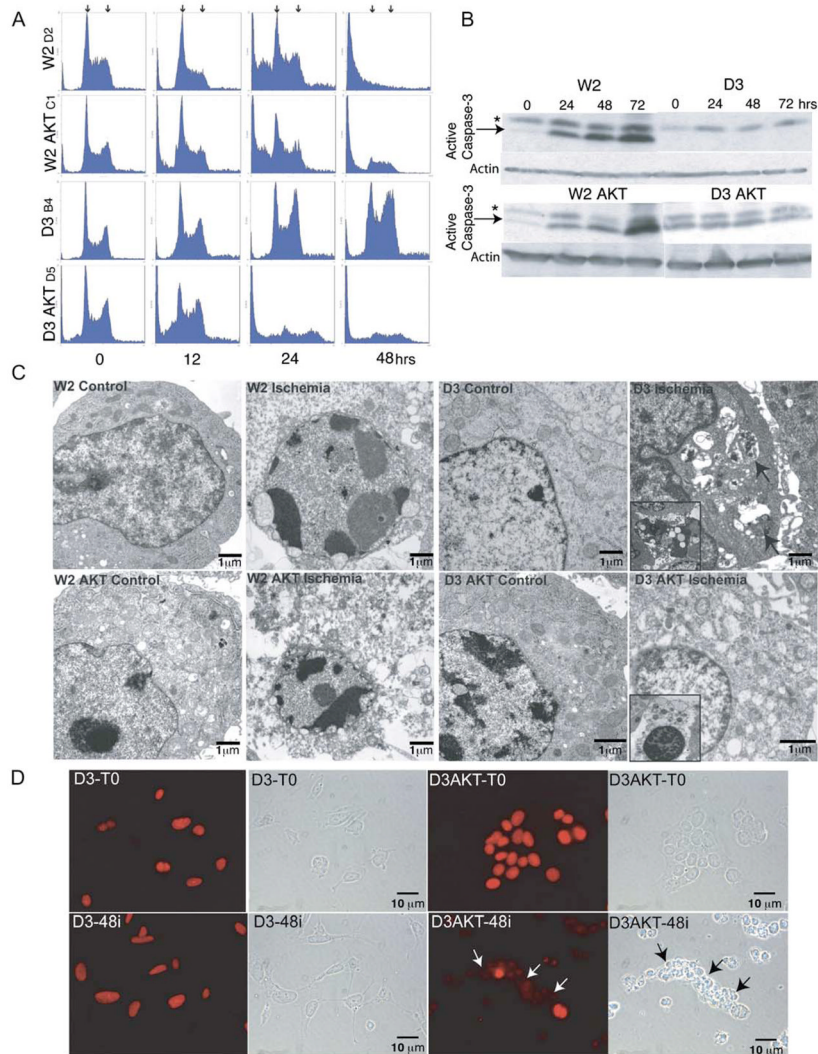 A
W2 D2
W2 AKT C1
D3 B4
D3 AKT D5
0 12 24 48hrs
B
W2 D3
0 24 48 72 0 24 48 72 hrs
*
Active Caspase-3
Actin
W2 AKT D3 AKT
*
Active Caspase-3
Actin
C
W2 Control W2 Ischemia D3 Control D3 Ischemia
1μm 1μm 1μm 1μm
W2 AKT Control W2 AKT Ischemia D3 AKT Control D3 AKT Ischemia
1μm 1μm 1μm 1μm
D
D3-T0 D3-T0 D3AKT-T0 D3AKT-T0
10 μm 10 μm
D3-48i D3-48i D3AKT-48i D3AKT-48i
10 μm 10 μm